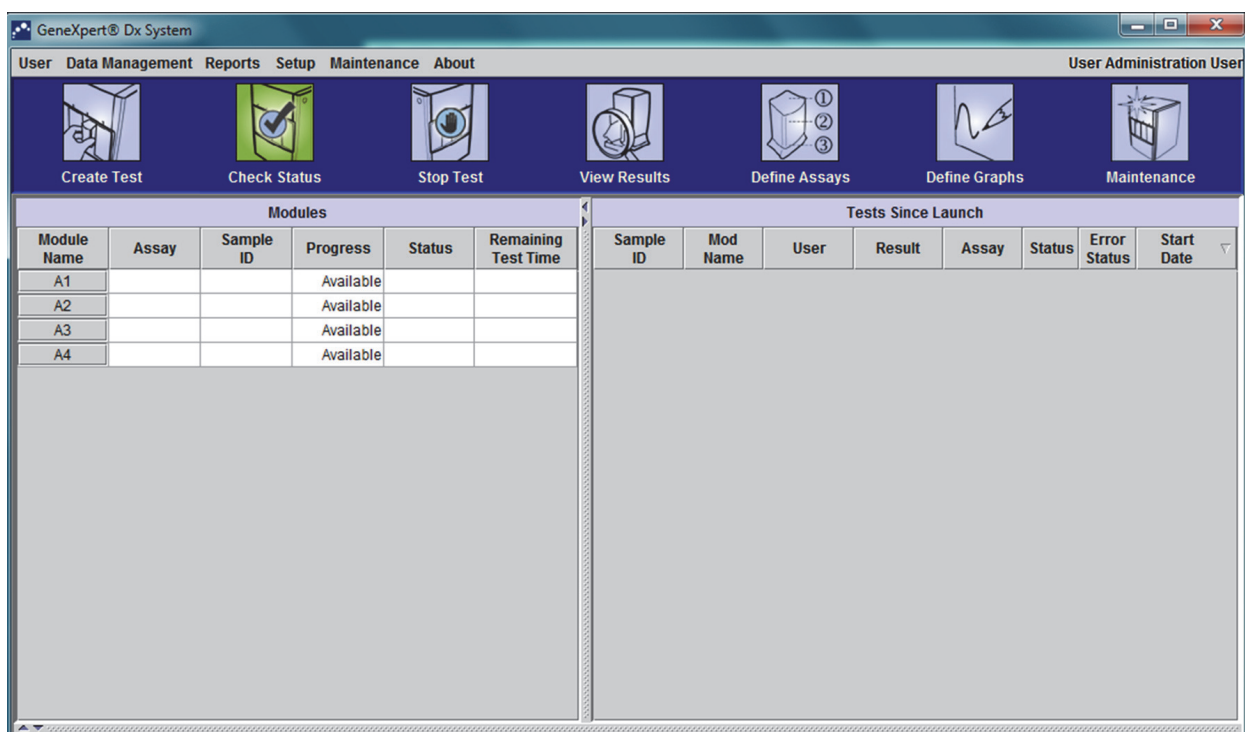 GeneXpert® Dx System
User Data Management Reports Setup Maintenance About User Administration User
1
2
3
Create Test Check Status Stop Test View Results Define Assays Define Graphs Maintenance
Modules Tests Since Launch
Module Name Assay Sample ID Progress Status Remaining Test Time Sample ID Mod Name User Result Assay Status Error Status Start Date
A1 Available
A2 Available
A3 Available
A4 Available